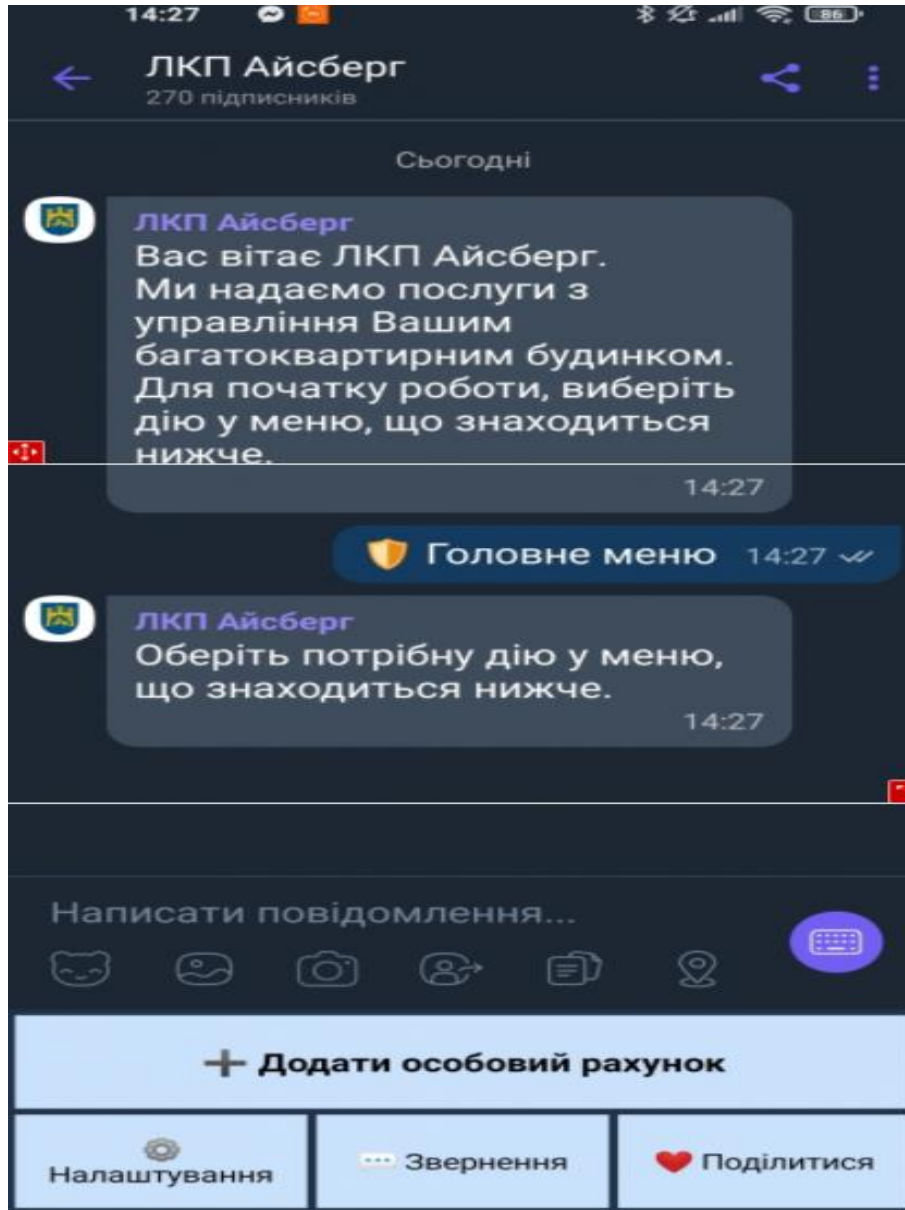 14:27
86
ЛКП Айсберг
270 підписників
Сьогодні
ЛКП Айсберг
Вас вітає ЛКП Айсберг.
Ми надаємо послуги з
управління Вашим
багатоквартирним будинком.
Для початку роботи, виберіть
дію у меню, що знаходиться
нижче.
14:27
Головне меню 14:27
ЛКП Айсберг
Оберіть потрібну дію у меню,
що знаходиться нижче.
14:27
Написати повідомлення...
Додати особовий рахунок
Налаштування
Звернення
Поділитися